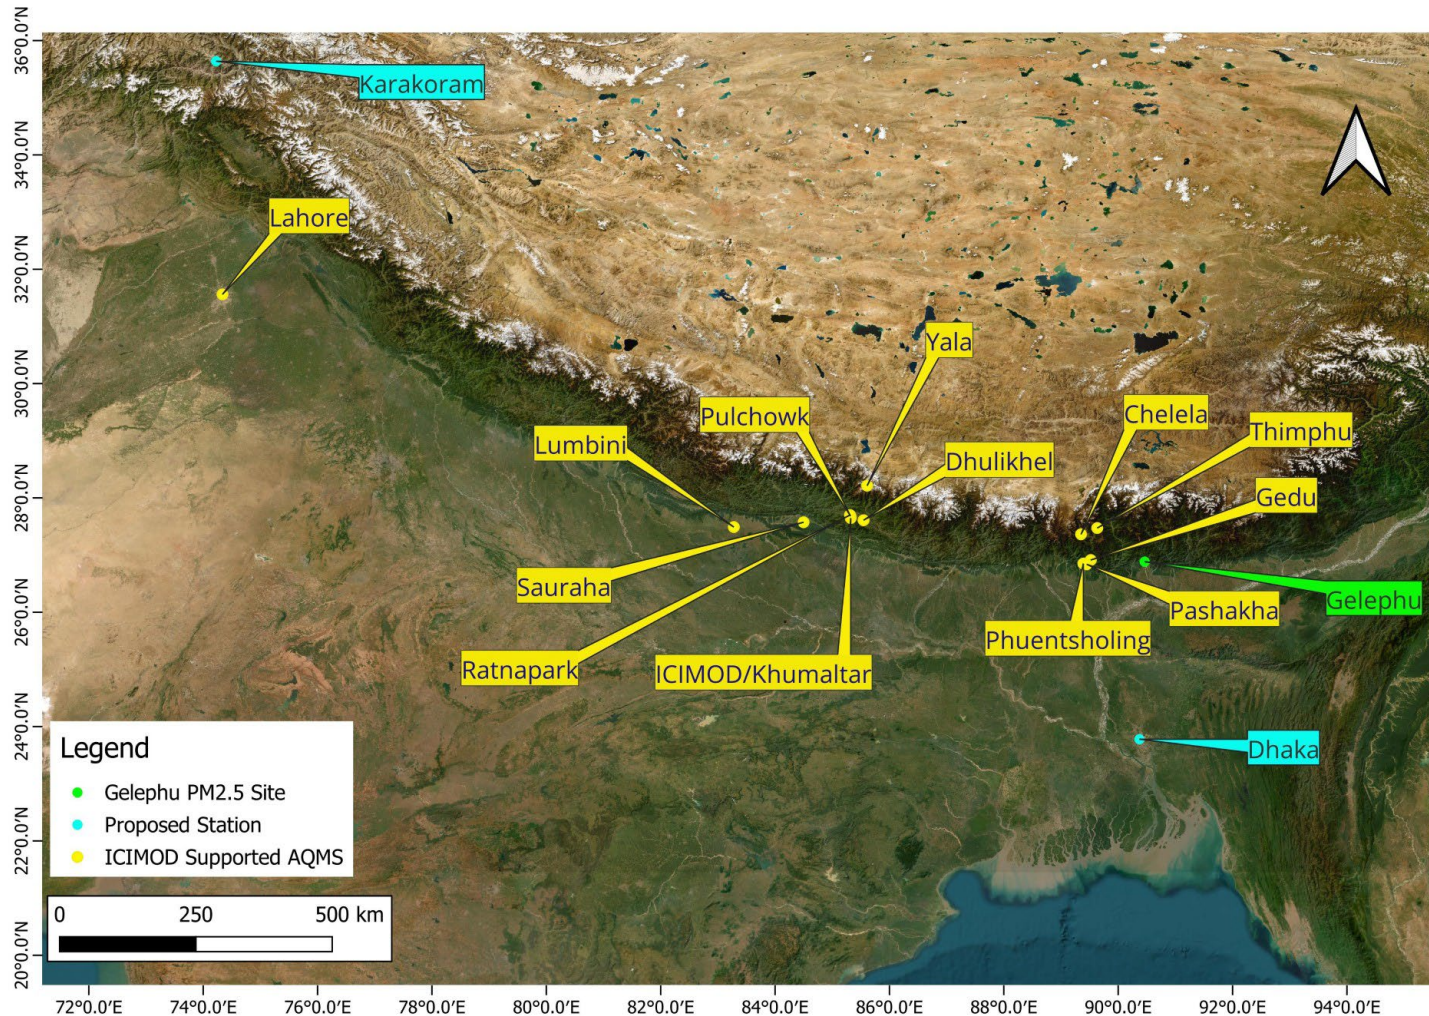 36°0.0'N
34°0.0'N
32°0.0'N
30°0.0'N
28°0.0'N
26°0.0'N
24°0.0'N
22°0.0'N
20°0.0'N
Karakoram
Lahore
Yala
Pulchowk
Chelela
Thimphu
Lumbini
Dhulikhel
Gedu
Sauraha
Gelephu
Pashakha
Phuentsholing
Ratnapark
ICIMOD/Khumaltar
Dhaka
Legend
Gelephu PM2.5 Site
Proposed Station
ICIMOD Supported AQMS
0 250 500 km
72°0.0'E 74°0.0'E 76°0.0'E 78°0.0'E 80°0.0'E 82°0.0'E 84°0.0'E 86°0.0'E 88°0.0'E 90°0.0'E 92°0.0'E 94°0.0'E